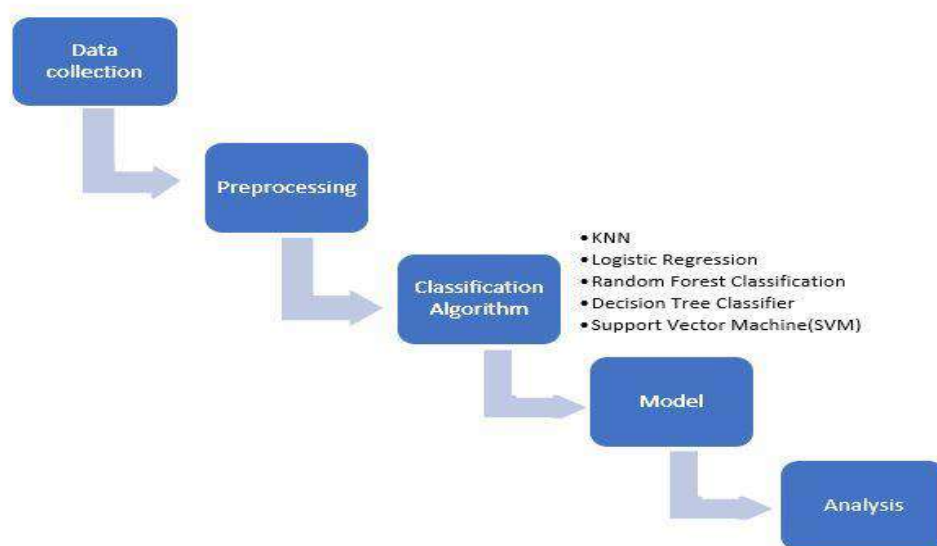 Data
collection
Preprocessing
Classification
Algorithm
•KNN
•Logistic Regression
•Random Forest Classification
•Decision Tree Classifier
•Support Vector Machine(SVM)
Model
Analysis